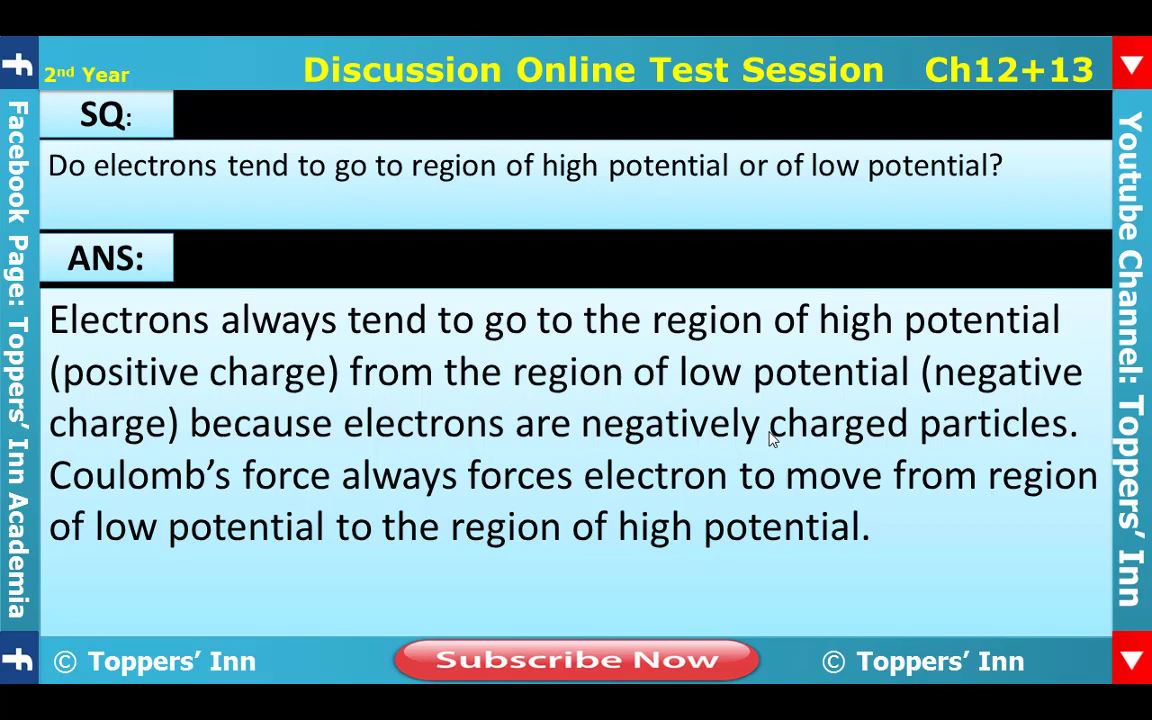 2nd Year
Discussion Online Test Session Ch12+13
SQ:
Do electrons tend to go to region of high potential or of low potential?
ANS:
Electrons always tend to go to the region of high potential
(positive charge) from the region of low potential (negative
charge) because electrons are negatively charged particles.
Coulomb’s force always forces electron to move from region
of low potential to the region of high potential.
© Toppers’ Inn
Subscribe Now
© Toppers’ Inn
f
Facebook Page: Toppers’ Inn Academia
f
Youtube Channel: Toppers’ Inn